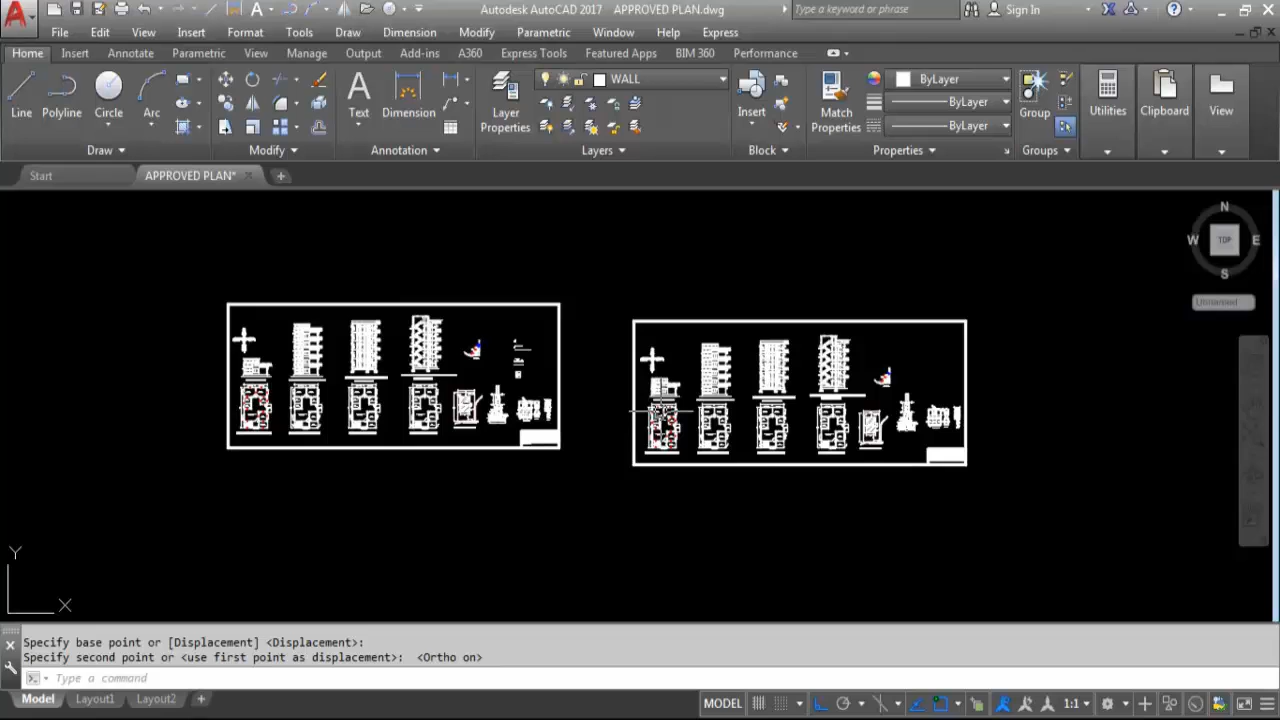 Autodesk AutoCAD 2017 APPROVED PLAN.dwg
Type a keyword or phrase
Sign In
File Edit View Insert Format Tools Draw Dimension Modify Parametric Window Help Express
Home Insert Annotate Parametric View Manage Output Add-ins A360 Express Tools Featured Apps BIM 360 Performance
WALL
ByLayer
ByLayer
ByLayer
Line Polyline Circle Arc
Text Dimension
Layer Properties
Insert
Match Properties
Group
Utilities Clipboard View
Draw Modify Annotation Layers Block Properties Groups
Start APPROVED PLAN*
N
W TOP E
S
Unnamed
Y
X
Specify base point or [Displacement] <Displacement>:
Specify second point or <use first point as displacement>: <Ortho on>
Type a command
Model Layout1 Layout2
MODEL 1:1